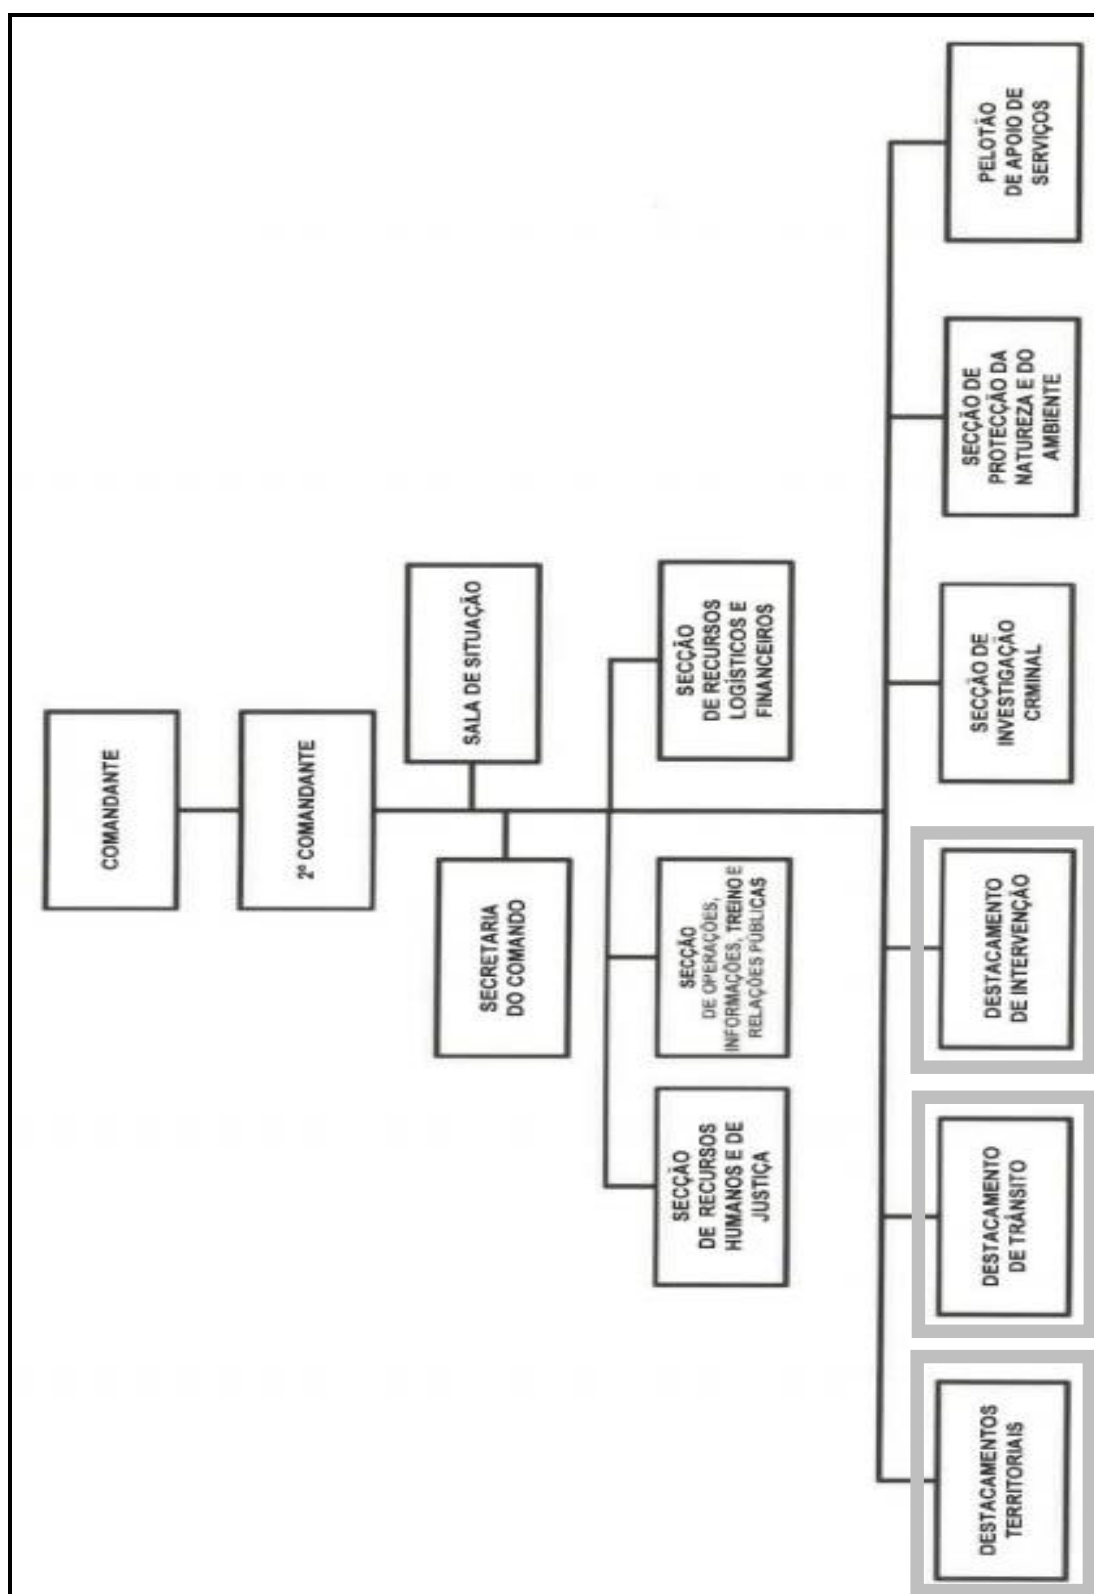 COMANDANTE
2º COMANDANTE
SECRETARIA
DO COMANDO
SALA DE SITUAÇÃO
SECÇÃO
DE RECURSOS
HUMANOS E DE
JUSTIÇA
SECÇÃO
DE OPERAÇÕES,
INFORMAÇÕES, TREINO E
RELAÇÕES PÚBLICAS
SECÇÃO
DE RECURSOS
LOGÍSTICOS E
FINANCEIROS
DESTACAMENTOS
TERRITORIAIS
DESTACAMENTO
DE TRÂNSITO
DESTACAMENTO
DE INTERVENÇÃO
SECÇÃO DE
INVESTIGAÇÃO
CRMINAL
SECÇÃO DE
PROTECÇÃO DA
NATUREZA E DO
AMBIENTE
PELOTÃO
DE APOIO DE
SERVIÇOS